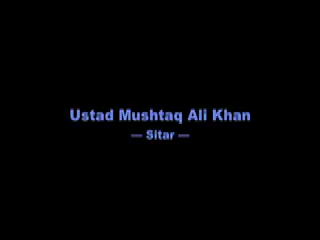 Ustad Mushtaq Ali Khan
— Sitar —